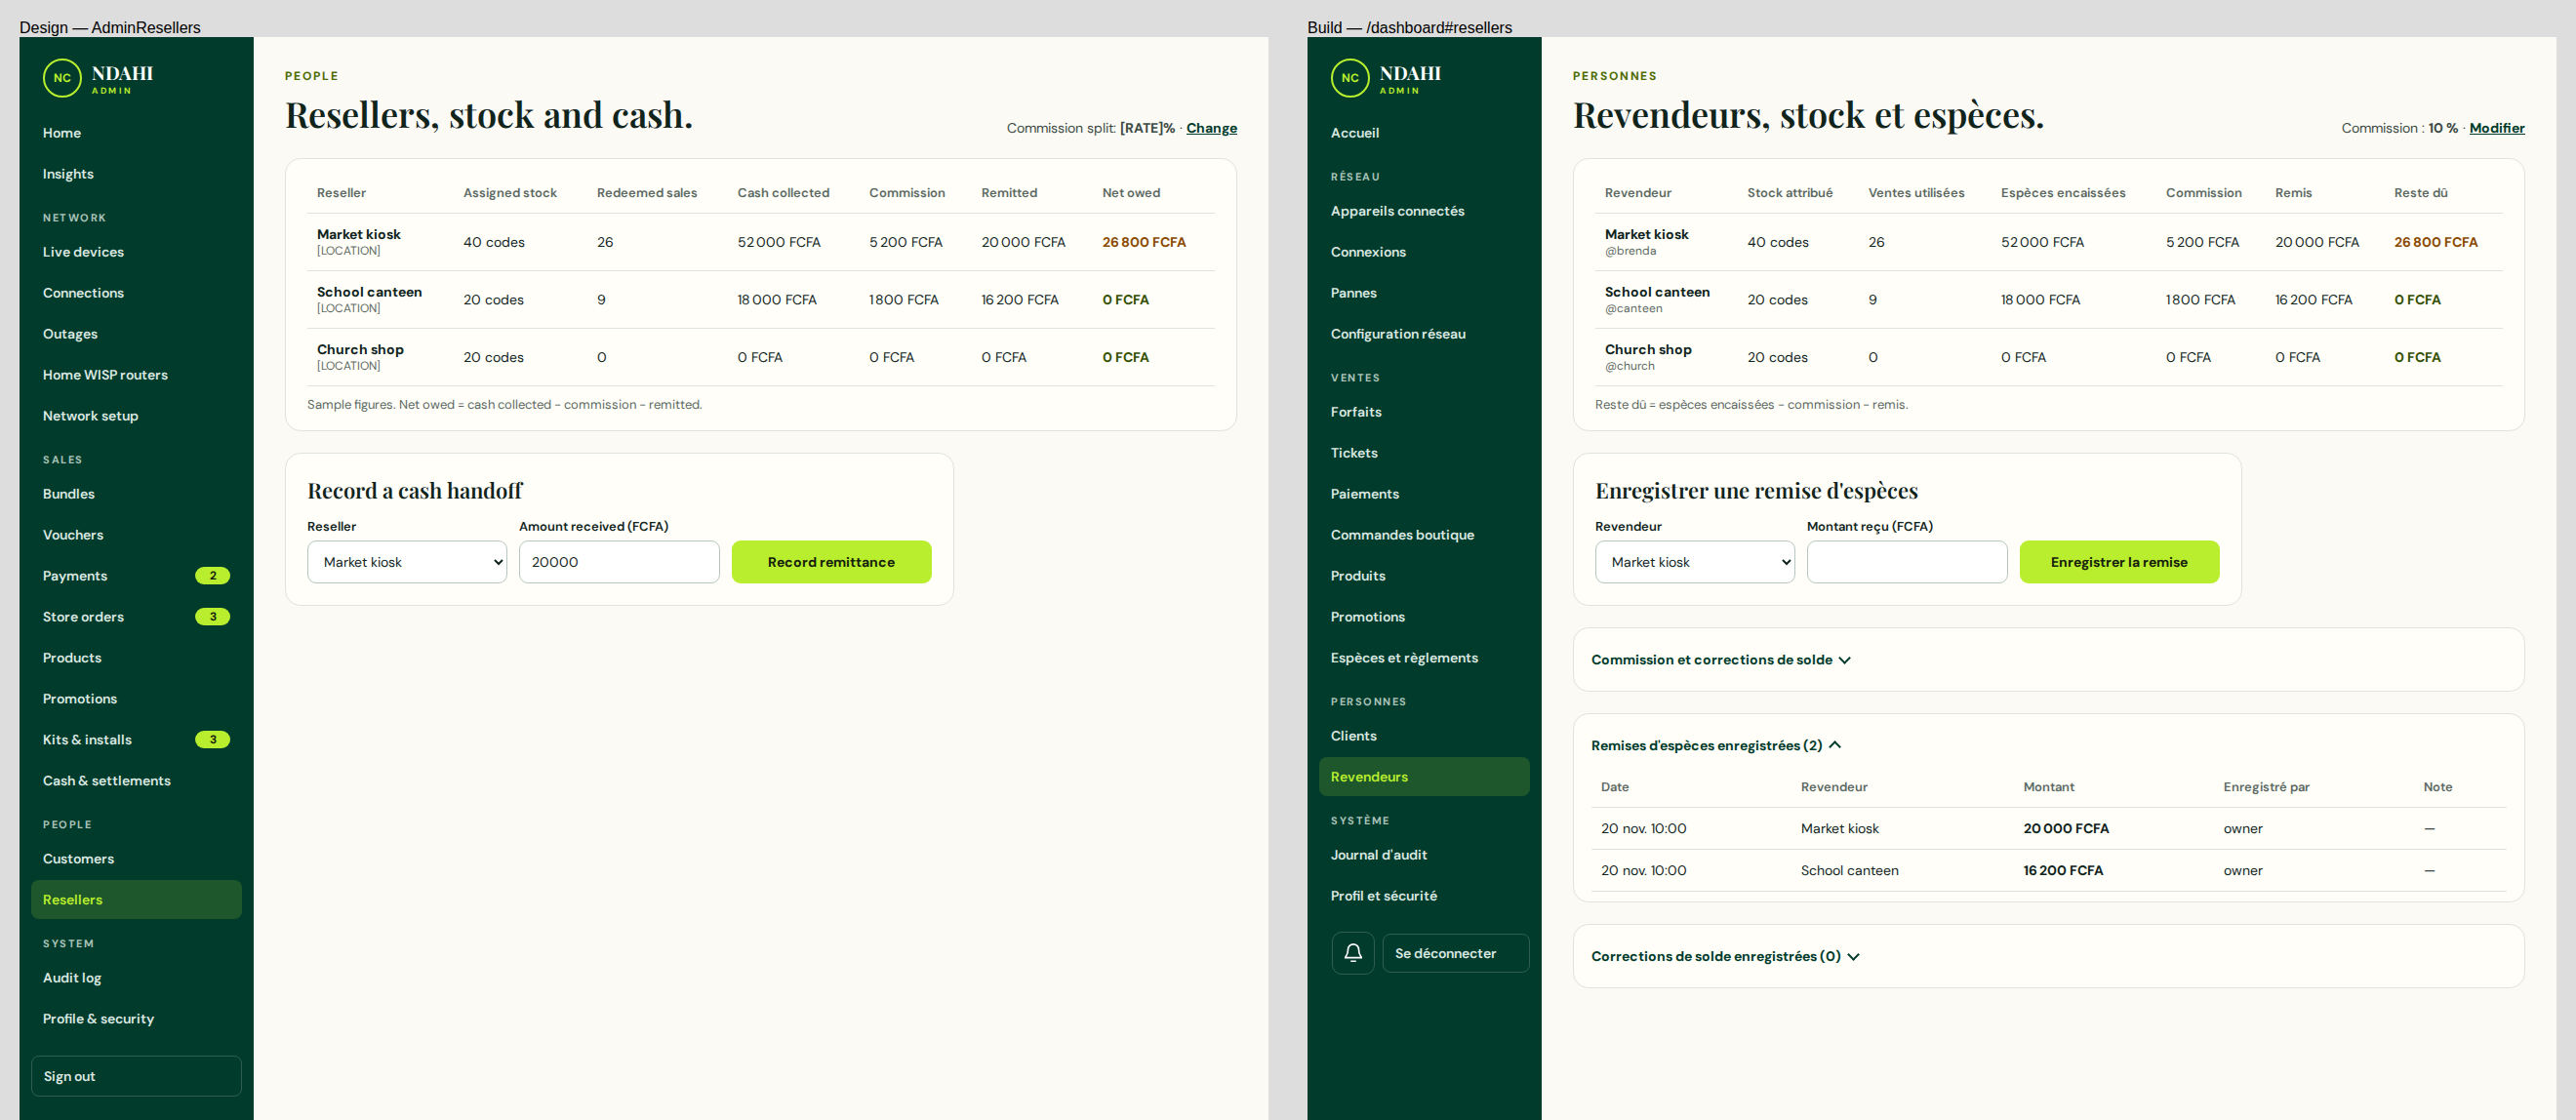 Design — AdminResellers
NC
NDAHI
ADMIN
Home
Insights
NETWORK
Live devices
Connections
Outages
Home WISP routers
Network setup
SALES
Bundles
Vouchers
Payments 2
Store orders 3
Products
Promotions
Kits & installs 3
Cash & settlements
PEOPLE
Customers
Resellers
SYSTEM
Audit log
Profile & security
Sign out
PEOPLE
Resellers, stock and cash.
Commission split: [RATE]% · Change
Reseller Assigned stock Redeemed sales Cash collected Commission Remitted Net owed
Market kiosk
[LOCATION]
40 codes 26 52 000 FCFA 5 200 FCFA 20 000 FCFA 26 800 FCFA
School canteen
[LOCATION]
20 codes 9 18 000 FCFA 1 800 FCFA 16 200 FCFA 0 FCFA
Church shop
[LOCATION]
20 codes 0 0 FCFA 0 FCFA 0 FCFA 0 FCFA
Sample figures. Net owed = cash collected − commission − remitted.
Record a cash handoff
Reseller Amount received (FCFA)
Market kiosk 20000 Record remittance
Build — /dashboard#resellers
NC
NDAHI
ADMIN
Accueil
RÉSEAU
Appareils connectés
Connexions
Pannes
Configuration réseau
VENTES
Forfaits
Tickets
Paiements
Commandes boutique
Produits
Promotions
Espèces et règlements
PERSONNES
Clients
Revendeurs
SYSTÈME
Journal d'audit
Profil et sécurité
Se déconnecter
PERSONNES
Revendeurs, stock et espèces.
Commission : 10 % · Modifier
Revendeur Stock attribué Ventes utilisées Espèces encaissées Commission Remis Reste dû
Market kiosk
@brenda
40 codes 26 52 000 FCFA 5 200 FCFA 20 000 FCFA 26 800 FCFA
School canteen
@canteen
20 codes 9 18 000 FCFA 1 800 FCFA 16 200 FCFA 0 FCFA
Church shop
@church
20 codes 0 0 FCFA 0 FCFA 0 FCFA 0 FCFA
Reste dû = espèces encaissées − commission − remis.
Enregistrer une remise d'espèces
Revendeur Montant reçu (FCFA)
Market kiosk Enregistrer la remise
Commission et corrections de solde
Remises d'espèces enregistrées (2)
Date Revendeur Montant Enregistré par Note
20 nov. 10:00 Market kiosk 20 000 FCFA owner —
20 nov. 10:00 School canteen 16 200 FCFA owner —
Corrections de solde enregistrées (0)